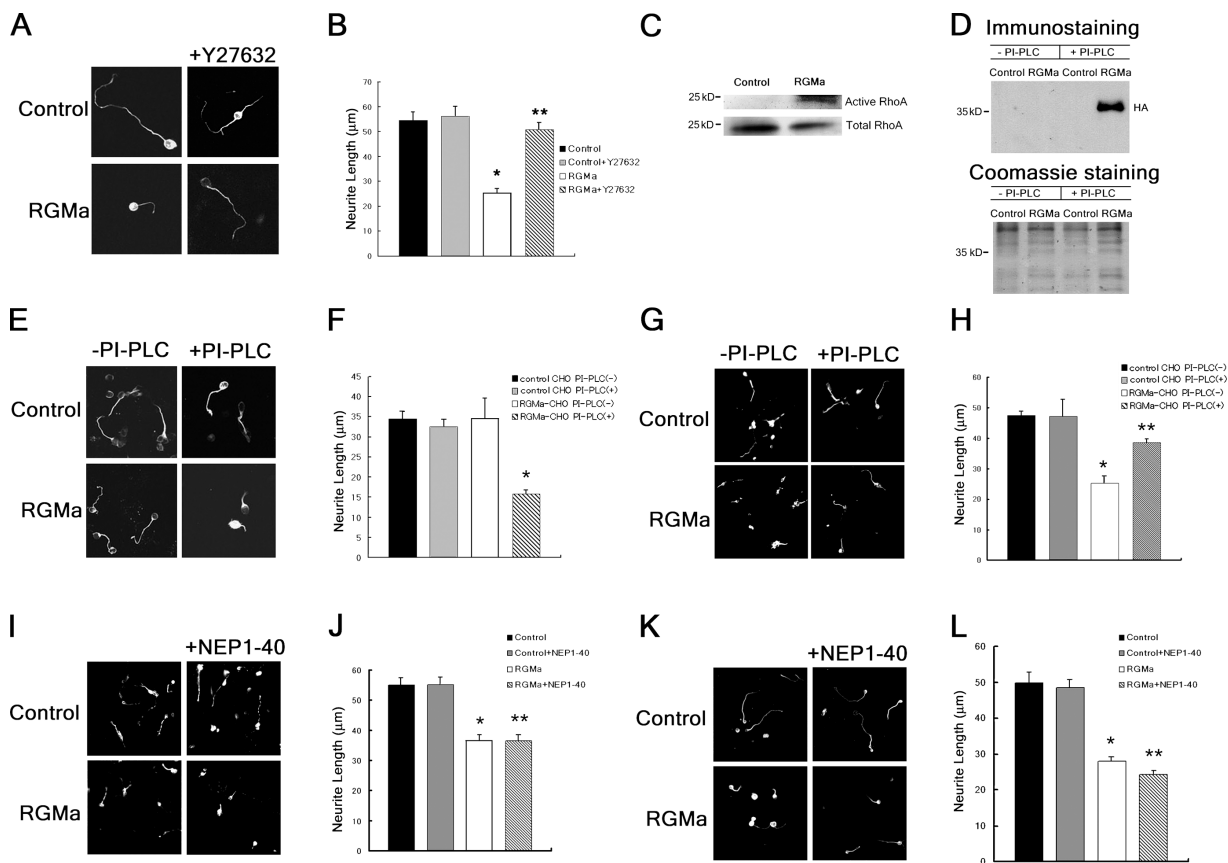 A
+Y27632
Control
RGMa
B
Neurite Length (μm)
60
50
40
30
20
10
0
*
**
Control
Control+Y27632
RGMa
RGMa+Y27632
C
Control RGMa
25 kD
Active RhoA
25 kD
Total RhoA
D
Immunostaining
- PI-PLC + PI-PLC
Control RGMa Control RGMa
35 kD
HA
Coomassie staining
- PI-PLC + PI-PLC
Control RGMa Control RGMa
35 kD
E
-PI-PLC +PI-PLC
Control
RGMa
F
Neurite Length (μm)
45
40
35
30
25
20
15
10
5
0
*
control CHO PI-PLC(-)
control CHO PI-PLC(+)
RGMa-CHO PI-PLC(-)
RGMa-CHO PI-PLC(+)
G
-PI-PLC +PI-PLC
Control
RGMa
H
Neurite Length (μm)
60
50
40
30
20
10
0
*
**
control CHO PI-PLC(-)
control CHO PI-PLC(+)
RGMa-CHO PI-PLC(-)
RGMa-CHO PI-PLC(+)
I
+NEP1-40
Control
RGMa
J
Neurite Length (μm)
70
60
50
40
30
20
10
0
*
**
Control
Control+NEP1-40
RGMa
RGMa+NEP1-40
K
+NEP1-40
Control
RGMa
L
Neurite Length (μm)
60
50
40
30
20
10
0
*
**
Control
Control+NEP1-40
RGMa
RGMa+NEP1-40